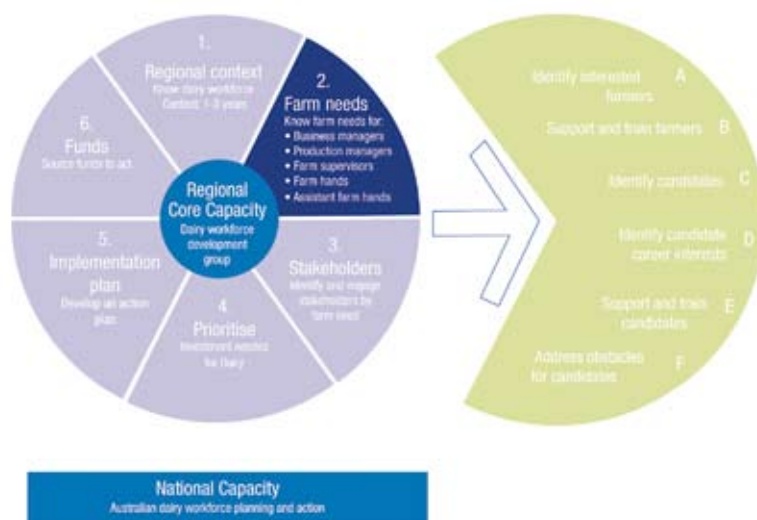 1.
Regional context
Know dairy workforce
Context, 1-3 years
2.
Farm needs
Know farm needs for:
• Business managers
• Production managers
• Farm supervisors
• Farm hands
• Assistant farm hands
3.
Stakeholders
Identify and engage
stakeholders by
farm need
4
Prioritise
Investment needs
for Dairy
5.
Implementation
plan
Develop an action
plan
6.
Funds
Source funds to act
Regional
Core Capacity
Dairy workforce
development
group
Identify interested
farmers
A
Support and train farmers B
Identify candidates C
Identify candidate
career interests
D
Support and train
candidates
E
Address obstacles
for candidates
F
National Capacity
Australian dairy workforce planning and action